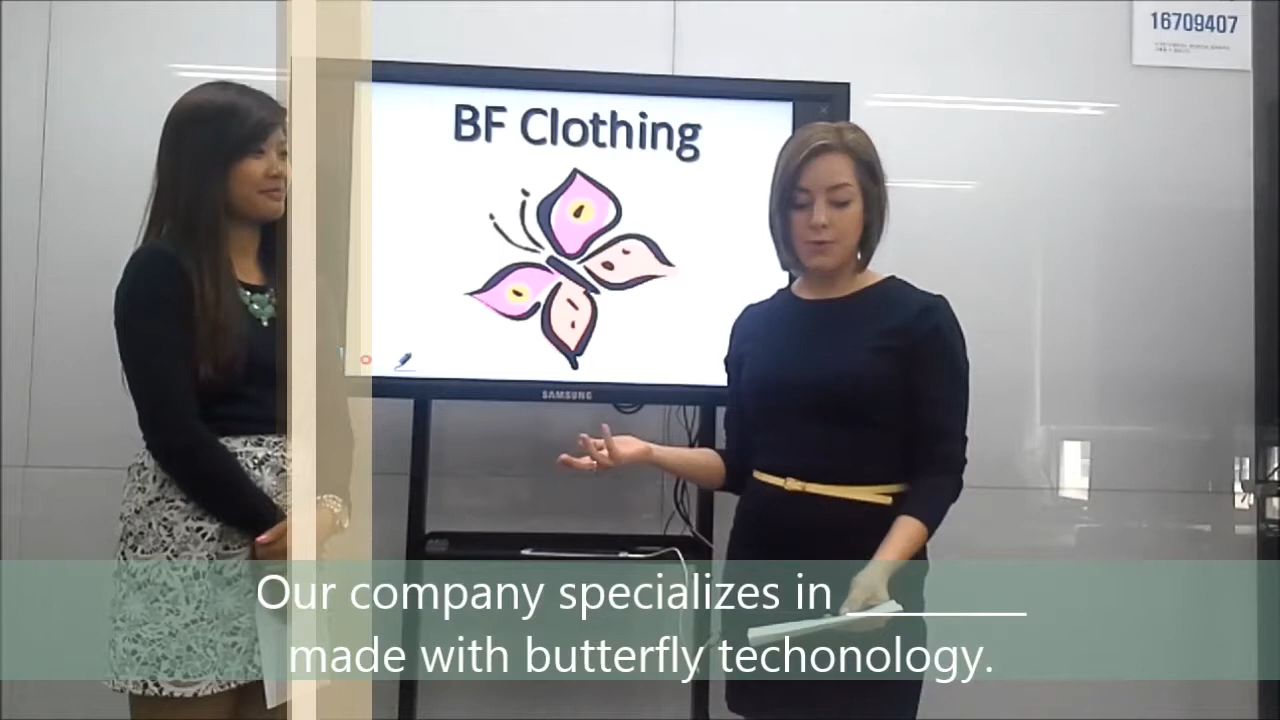 16709407
BF Clothing
SAMSUNG
Our company specializes in ________
made with butterfly techonology.